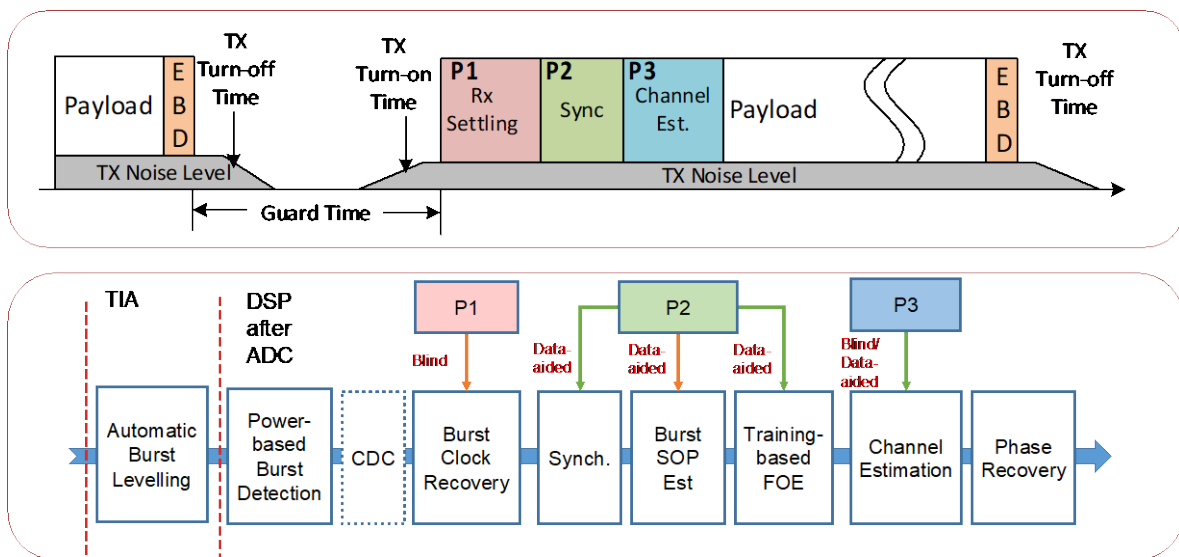 Payload
E
B
D
TX
Turn-off
Time
TX
Turn-on
Time
P1
Rx
Settling
P2
Sync
P3
Channel
Est.
Payload
E
B
D
TX
Turn-off
Time
TX Noise Level
TX Noise Level
Guard Time
TIA
DSP
after
ADC
P1
P2
P3
Blind
Data-
aided
Data-
aided
Data-
aided
Blind/
Data-
aided
Automatic
Burst
Levelling
Power-
based
Burst
Detection
CDC
Burst
Clock
Recovery
Synch.
Burst
SOP
Est
Training-
based
FOE
Channel
Estimation
Phase
Recovery